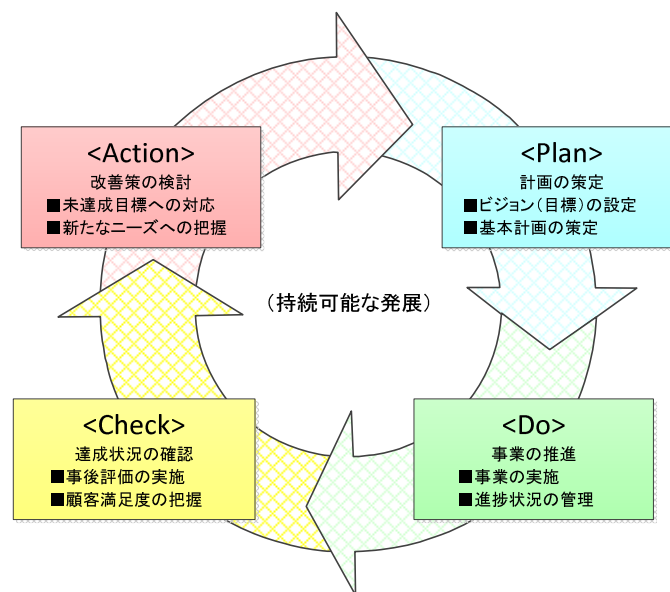 <Action>
改善策の検討
■未達成目標への対応
■新たなニーズへの把握
<Plan>
計画の策定
■ビジョン(目標)の設定
■基本計画の策定
(持続可能な発展)
<Check>
達成状況の確認
■事後評価の実施
■顧客満足度の把握
<Do>
事業の推進
■事業の実施
■進捗状況の管理